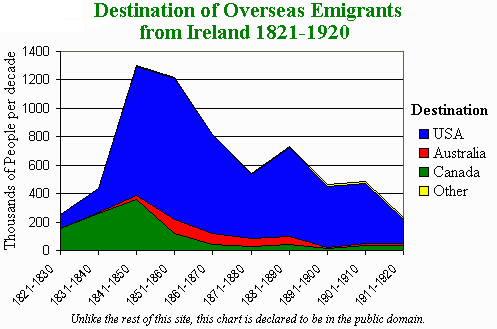 Destination of Overseas Emigrants
from Ireland 1821-1920
Thousands of People per decade
1400
1200
1000
800
600
400
200
0
1821-1830
1831-1840
1841-1850
1851-1860
1861-1870
1871-1880
1881-1890
1891-1900
1901-1910
1911-1920
Destination
USA
Australia
Canada
Other
Unlike the rest of this site, this chart is declared to be in the public domain.